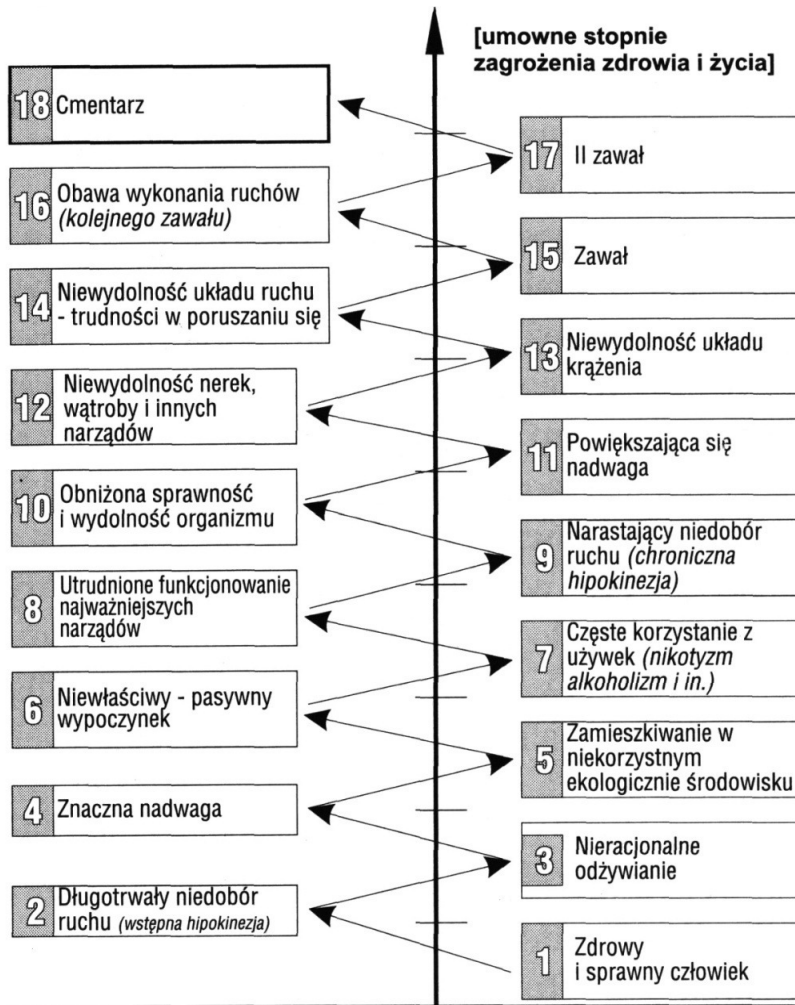 [umowne stopnie
zagrożenia zdrowia i życia]
18 Cmentarz
17 II zawał
16 Obawa wykonania ruchów
(kolejnego zawału)
15 Zawał
14 Niewydolność układu ruchu
- trudności w poruszaniu się
13 Niewydolność układu
krążenia
12 Niewydolność nerek,
wątroby i innych
narządów
11 Powiększająca się
nadwaga
10 Obniżona sprawność
i wydolność organizmu
9 Narastający niedobór
ruchu (chroniczna
hipokinezja)
8 Utrudnione funkcjonowanie
najważniejszych
narządów
7 Częste korzystanie z
używek (nikotyzm
alkoholizm i in.)
6 Niewłaściwy - pasywny
wypoczynek
5 Zamieszkiwanie w
niekorzystnym
ekologicznie środowisku
4 Znaczna nadwaga
3 Nieracjonalne
odżywianie
2 Długotrwały niedobór
ruchu (wstępna hipokinezja)
1 Zdrowy
i sprawny człowiek